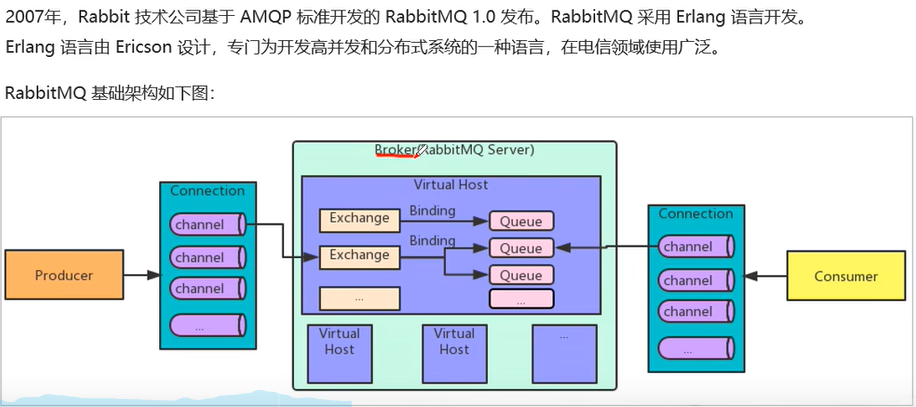 2007年，Rabbit 技术公司基于 AMQP 标准开发的 RabbitMQ 1.0 发布。RabbitMQ 采用 Erlang 语言开发。
Erlang 语言由 Ericson 设计，专门为开发高并发和分布式系统的一种语言，在电信领域使用广泛。
RabbitMQ 基础架构如下图：
Broker(RabbitMQ Server)
Virtual Host
Connection
channel
channel
channel
...
Producer
Exchange
Binding
Queue
Exchange
Binding
Queue
Queue
...
...
Virtual
Host
Virtual
Host
...
Connection
channel
channel
channel
...
Consumer